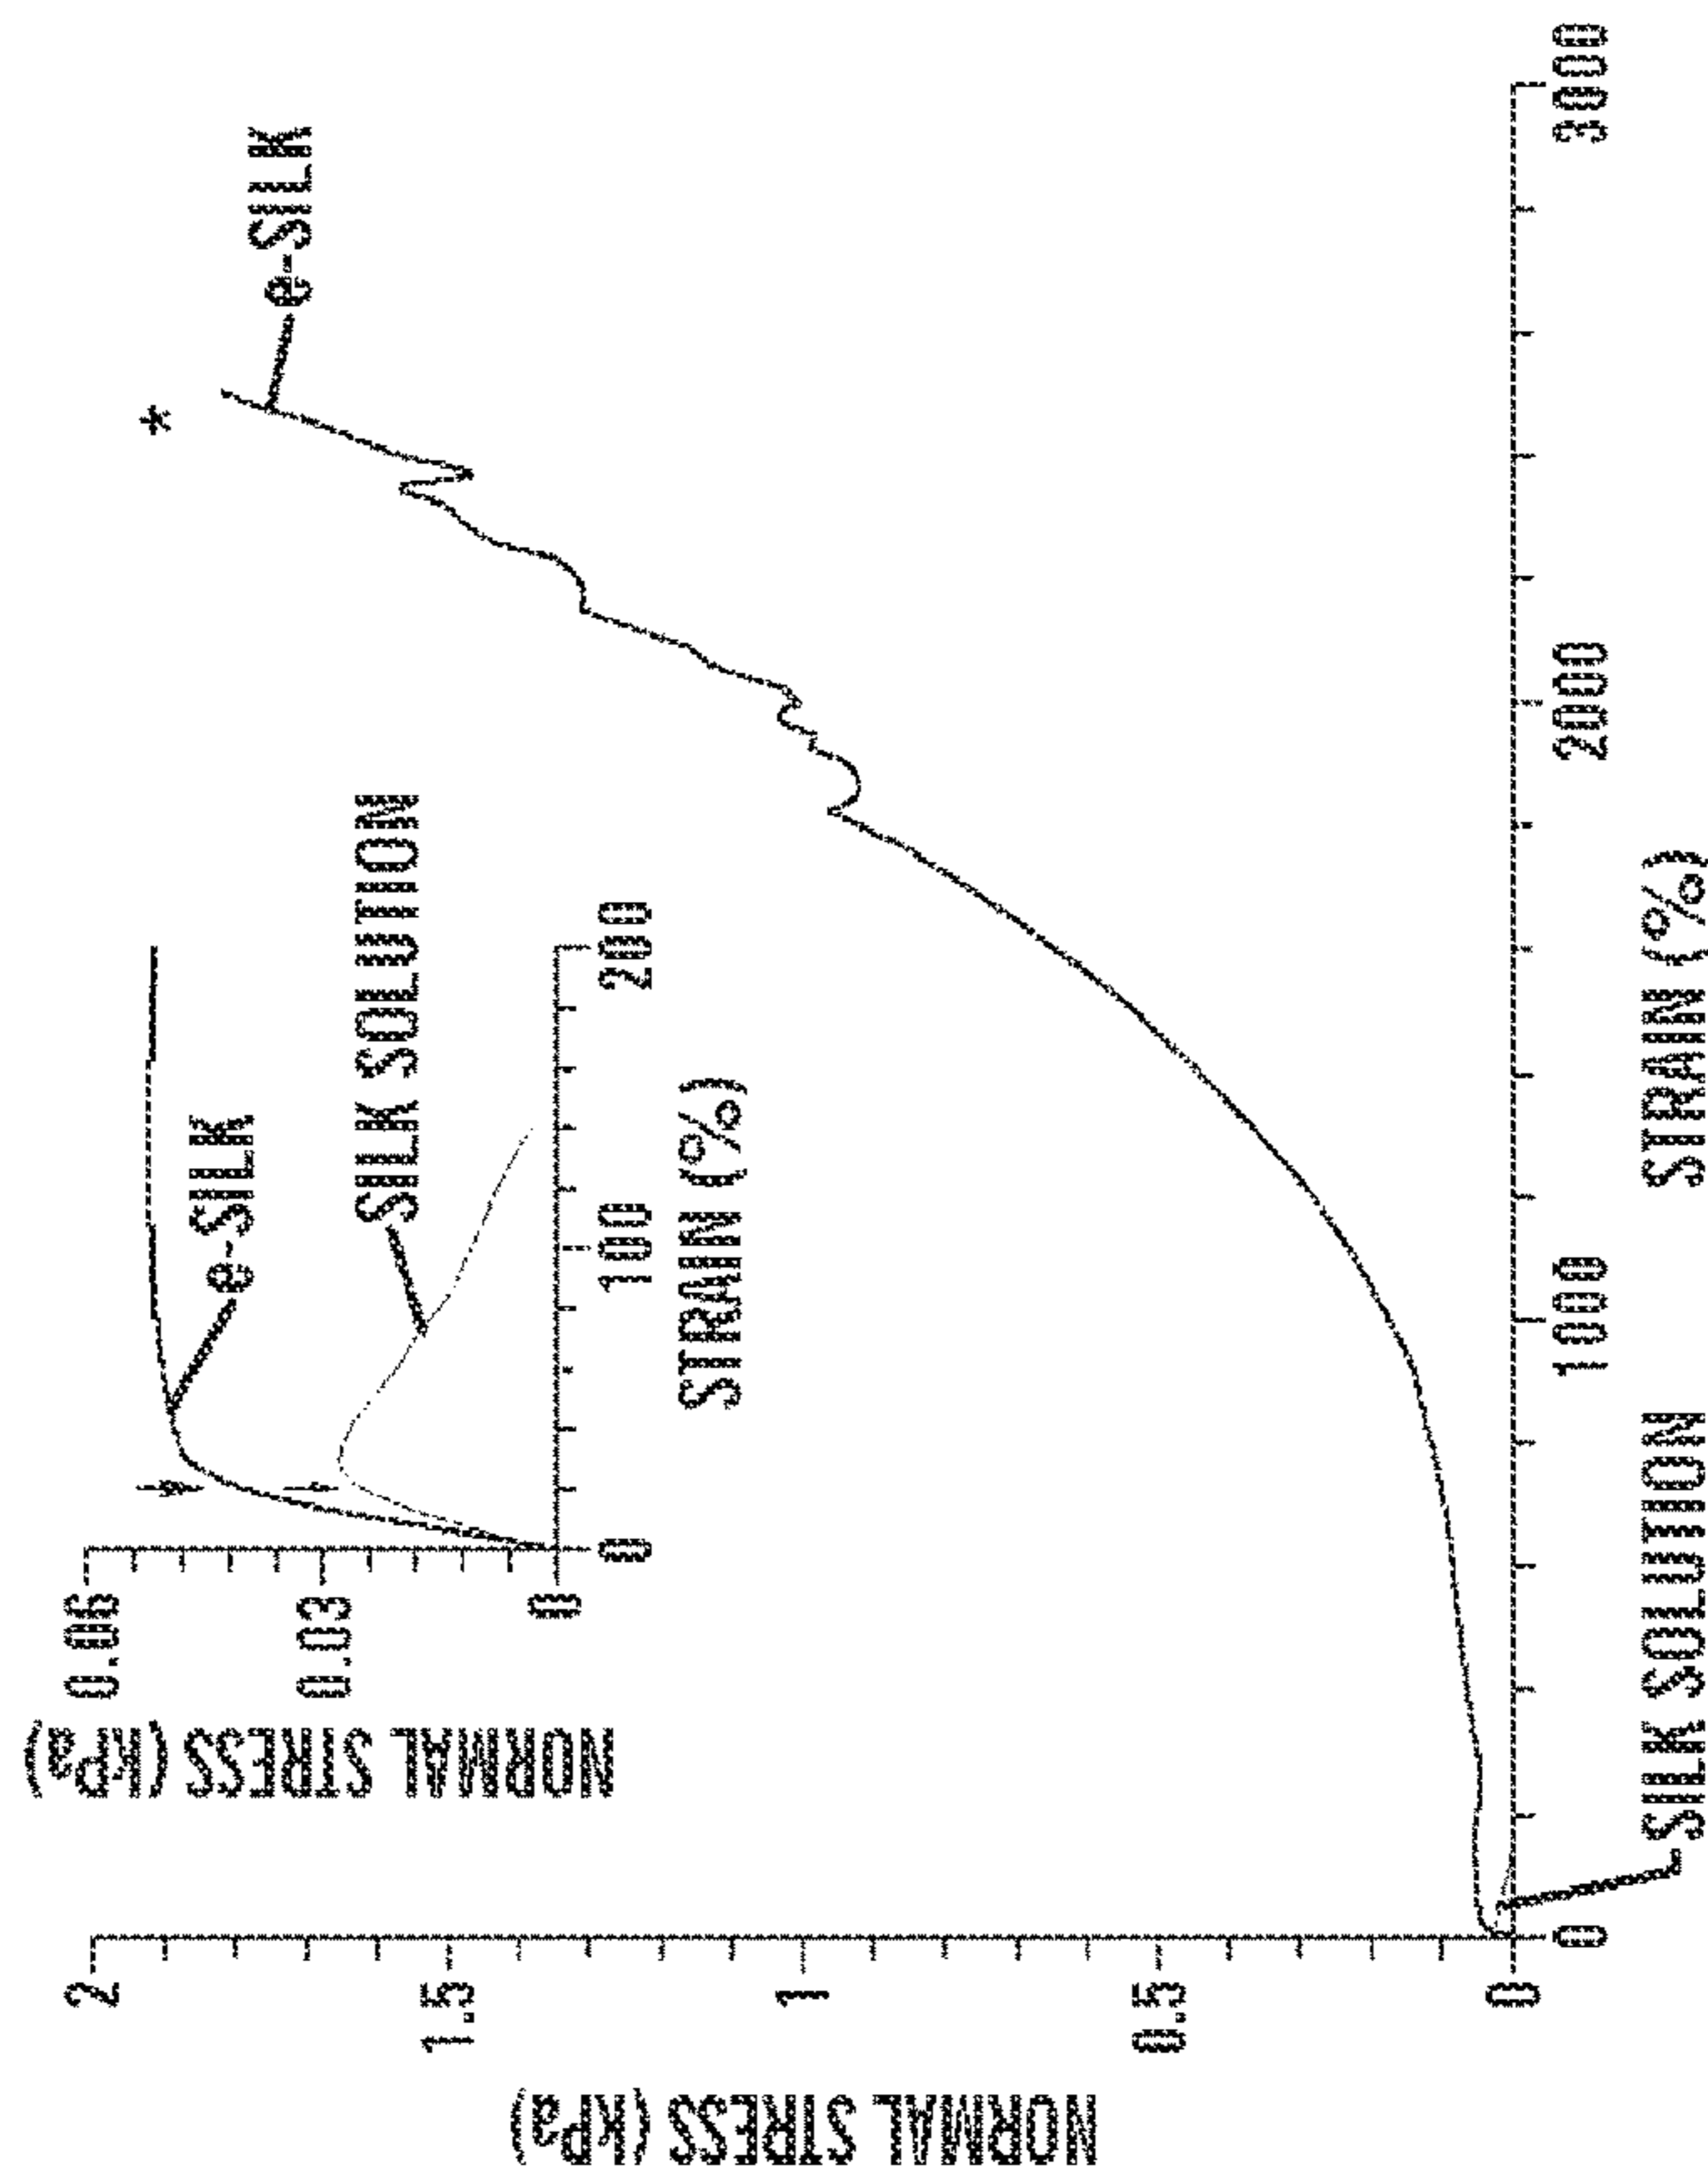 NORMAL STRESS (kPa)
2
1.5
1
0.5
0
0
1000
2000
3000
STRAIN (%)
SILK SOLUTION
e-SILK
*
NORMAL STRESS (kPa)
0.06
0.03
0
0
100
200
STRAIN (%)
e-SILK
SILK SOLUTION